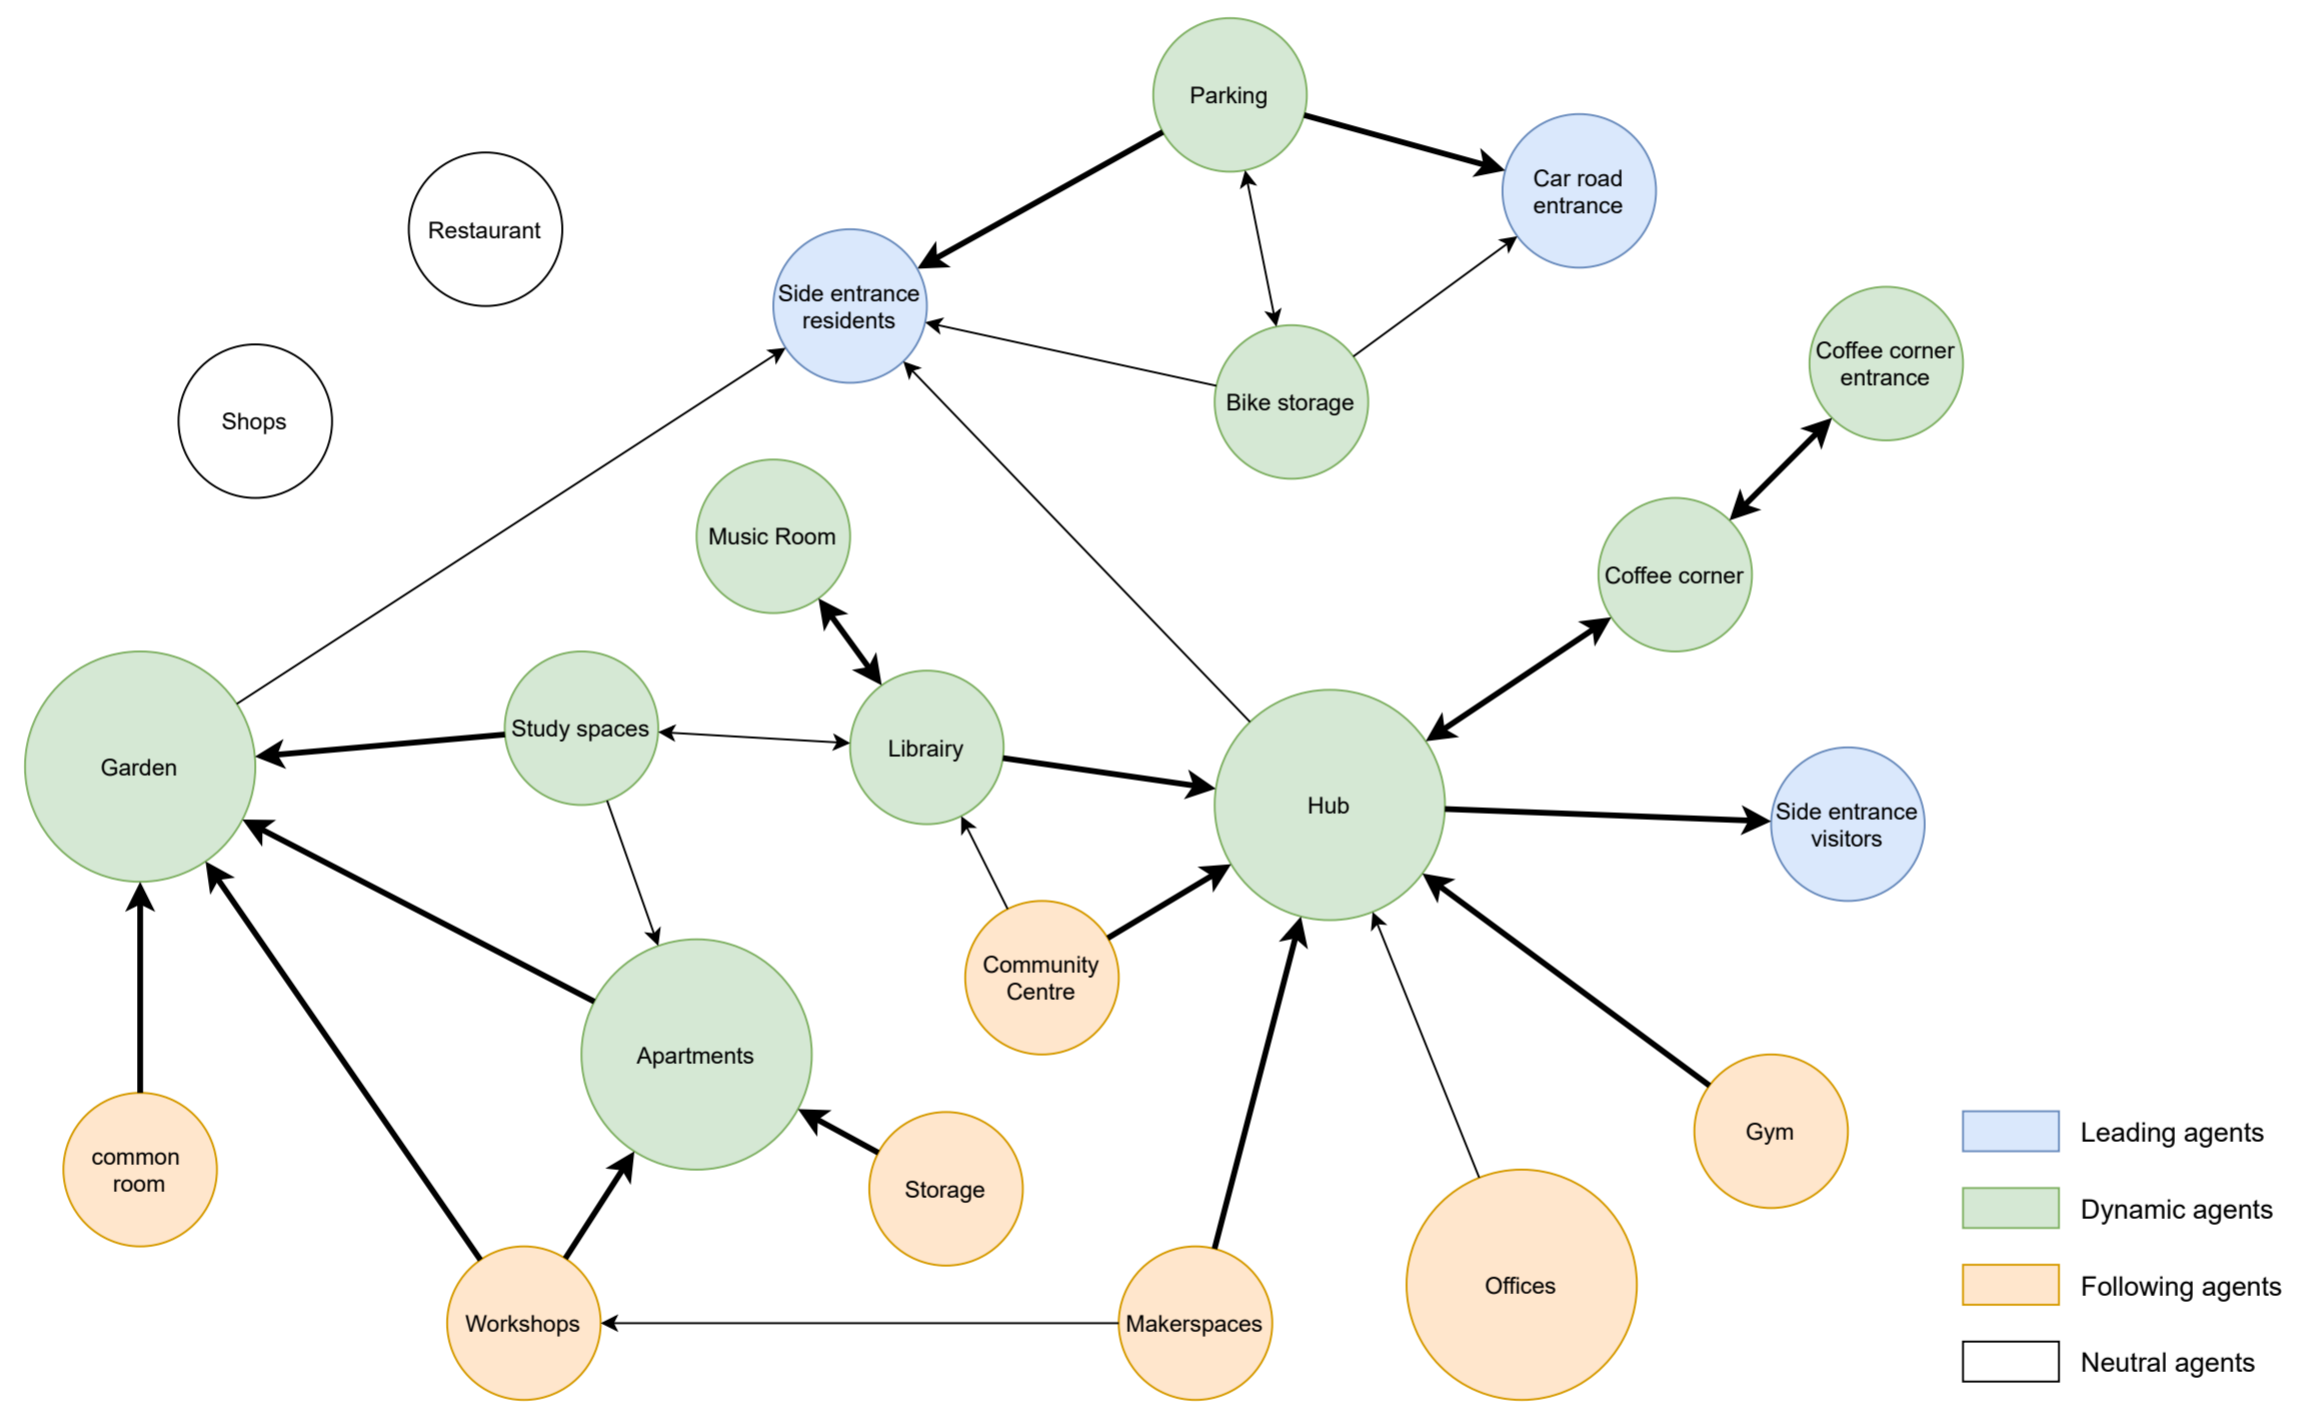 Parking
Car road
entrance
Restaurant
Side entrance
residents
Coffee corner
entrance
Bike storage
Shops
Music Room
Coffee corner
Study spaces
Librairy
Garden
Hub
Side entrance
visitors
Community
Centre
Apartments
Gym
common
room
Storage
Offices
Workshops
Makerspaces
Leading agents
Dynamic agents
Following agents
Neutral agents